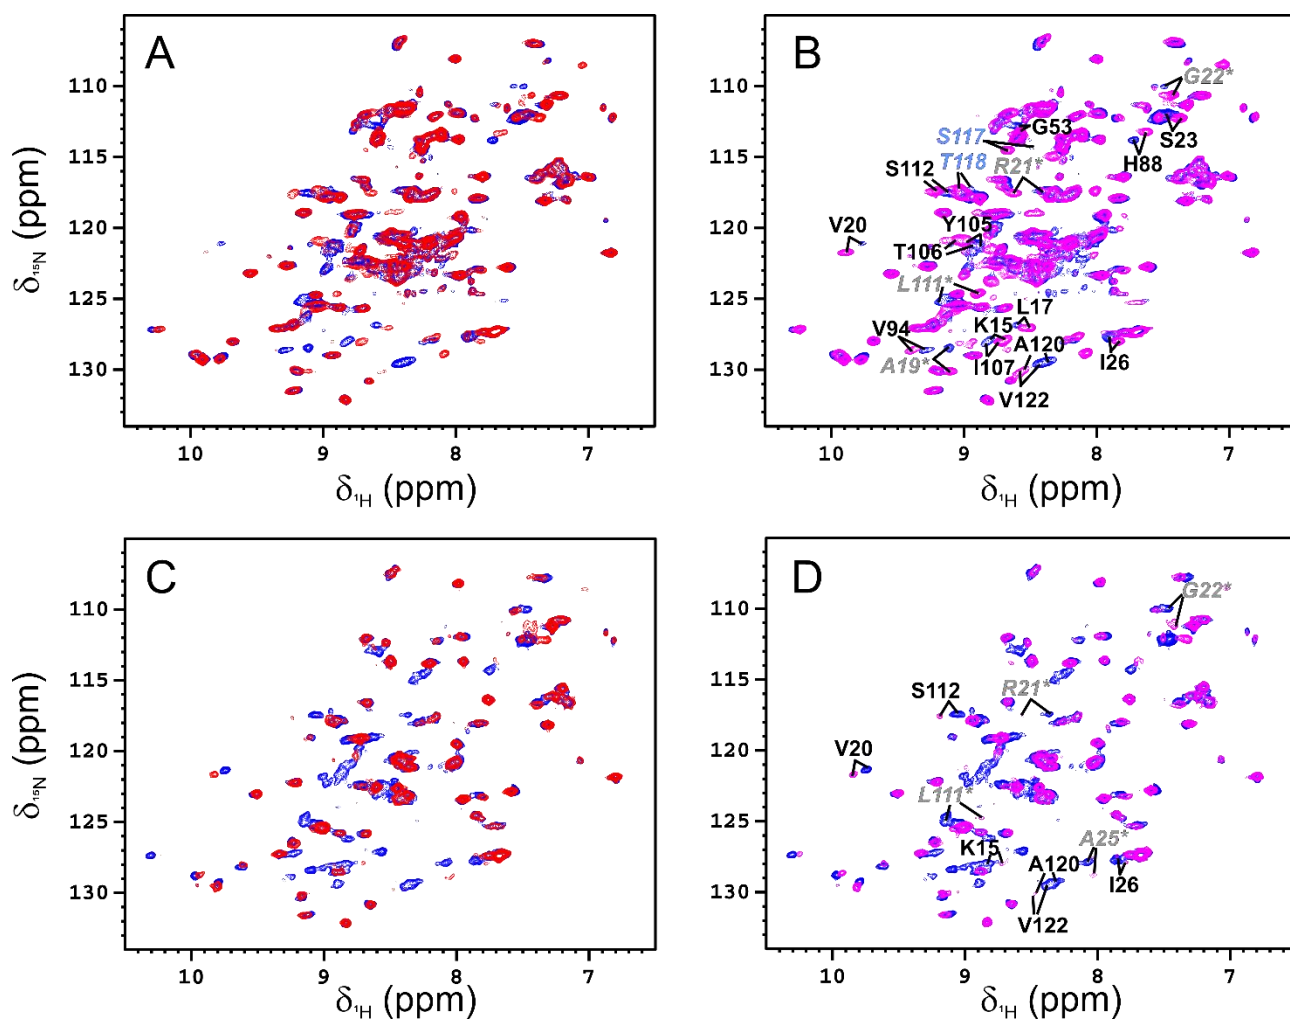 A
110
115
120
125
130
δ15N (ppm)
10 9 8 7
δ1H (ppm)
B
110
115
120
125
130
G22*
G53
S117
S23
T118
R21*
H88
S112
V20
Y105
T106
L111*
L17
K15
V94
A120
A19*
I107
I26
V122
10 9 8 7
δ1H (ppm)
C
110
115
120
125
130
δ15N (ppm)
10 9 8 7
δ1H (ppm)
D
110
115
120
125
130
G22*
R21*
S112
V20
L111*
A25*
K15
A120
I26
V122
10 9 8 7
δ1H (ppm)